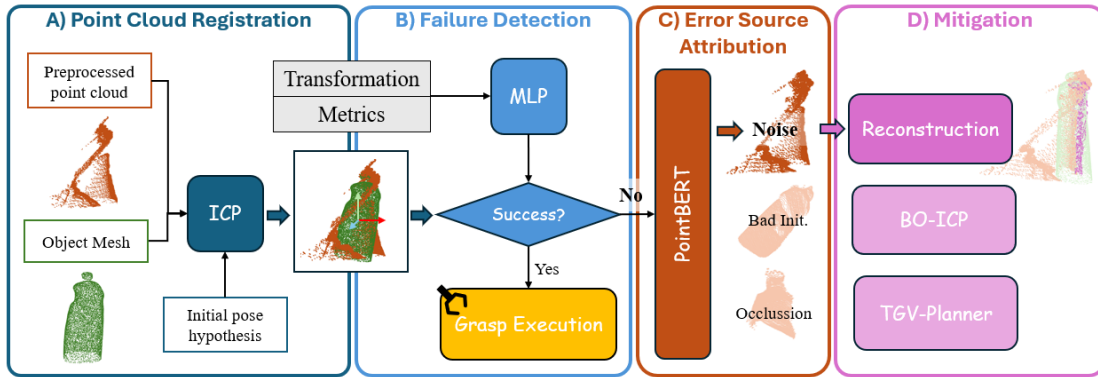 A) Point Cloud Registration
Preprocessed
point cloud
Object Mesh
ICP
Initial pose
hypothesis
B) Failure Detection
Transformation
Metrics
MLP
Success?
No
Yes
Grasp Execution
C) Error Source
Attribution
PointBERT
Noise
Bad Init.
Occlussion
D) Mitigation
Reconstruction
BO-ICP
TGV-Planner